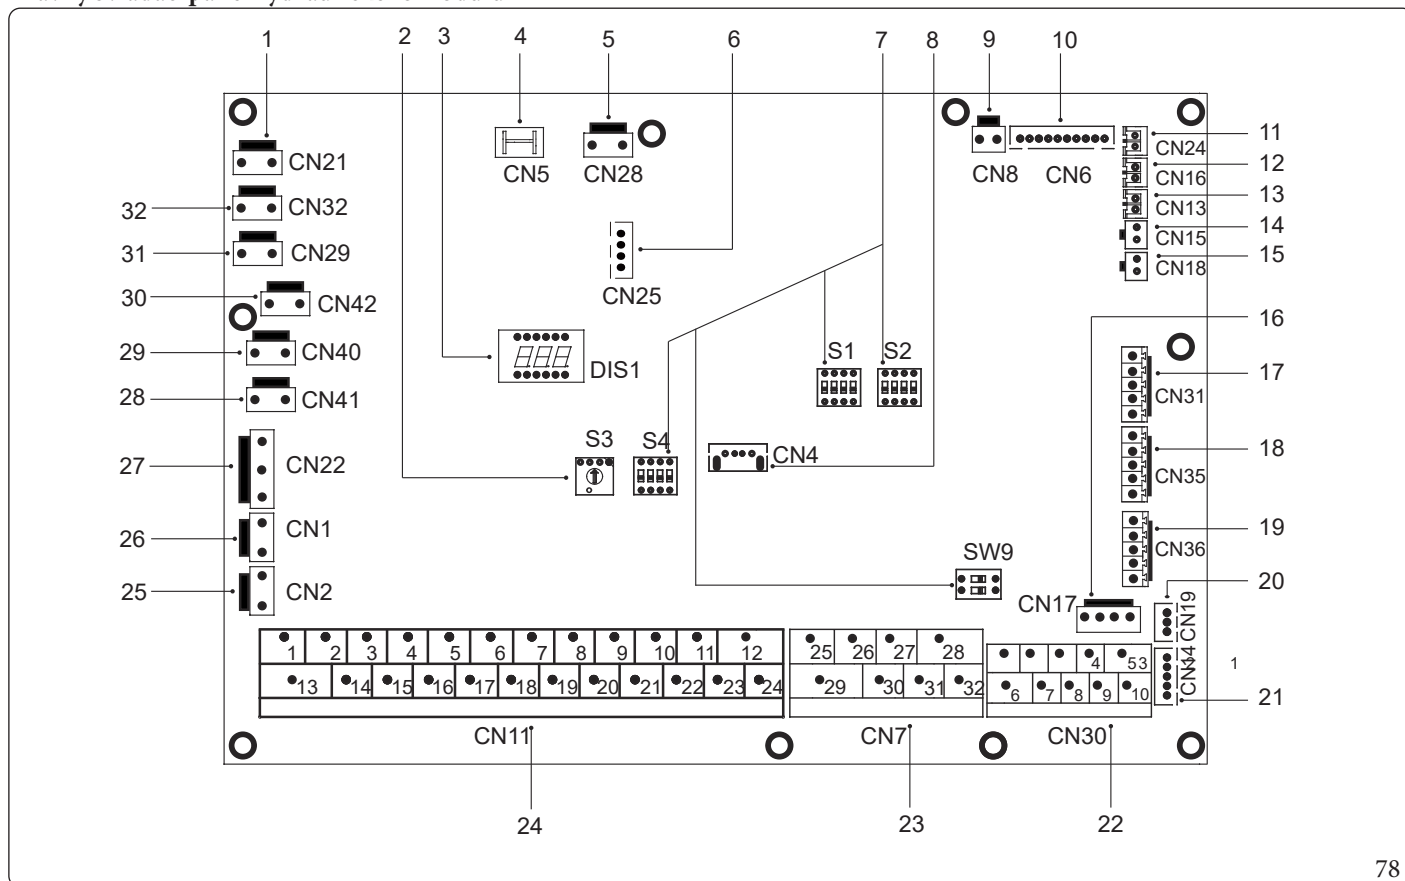 1 2 3 4 5 6 7 8 9 10
11
CN21 CN5 CN28 CN8 CN6 CN24
12
CN16
13
32 CN32 CN13
14
31 CN29 CN15
15
CN25 CN18
30 CN42
16
29 CN40 DIS1 S1 S2
17
28 CN41 CN31
S3 S4 CN4
27 CN22 18
2
CN35
26 CN1 19
SW9 CN36
25 CN2 20
CN17 CN19
1 2 3 4 5 6 7 8 9 10 11 12 25 26 27 28 4 53 1
13 14 15 16 17 18 19 20 21 22 23 24 29 30 31 32 6 7 8 9 10 CN14
21
CN11 CN7 CN30
24 23 22
78